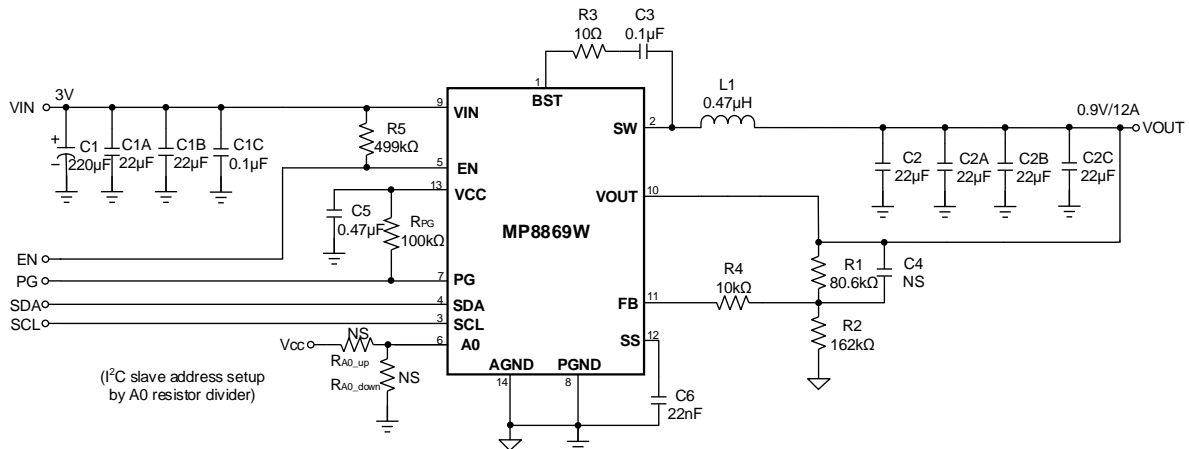 R3
10Ω
C3
0.1µF
1
BST
L1
0.47µH
3V
VIN
9
VIN
SW
2
0.9V/12A
VOUT
C1
220µF
C1A
22µF
C1B
22µF
C1C
0.1µF
R5
499kΩ
5
EN
C2
22µF
C2A
22µF
C2B
22µF
C2C
22µF
13
VCC
VOUT
10
C5
0.47µF
RPG
100kΩ
MP8869W
EN
PG
7
PG
R4
10kΩ
R1
80.6kΩ
C4
NS
FB
11
SDA
4
SDA
SCL
3
SCL
R2
162kΩ
SS
12
Vcc
NS
6
A0
RA0_up
RA0_down
NS
AGND
PGND
14
8
C6
22nF
(I²C slave address setup
by A0 resistor divider)